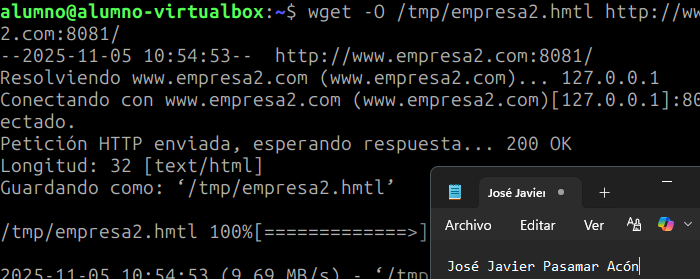 alumno@alumno-virtualbox:~$ wget -O /tmp/empresa2.hmtl http://ww
2.com:8081/
--2025-11-05 10:54:53--  http://www.empresa2.com:8081/
Resolviendo www.empresa2.com (www.empresa2.com)... 127.0.0.1
Conectando con www.empresa2.com (www.empresa2.com)[127.0.0.1]:80
ectado.
Petición HTTP enviada, esperando respuesta... 200 OK
Longitud: 32 [text/html]
Guardando como: ‘/tmp/empresa2.hmtl’
José Javier
/tmp/empresa2.hmtl 100%[=============>]
Archivo Editar Ver
José Javier Pasamar Acón
2025-11-05 10:54:53 (9,69 MB/s) - ‘/tmp